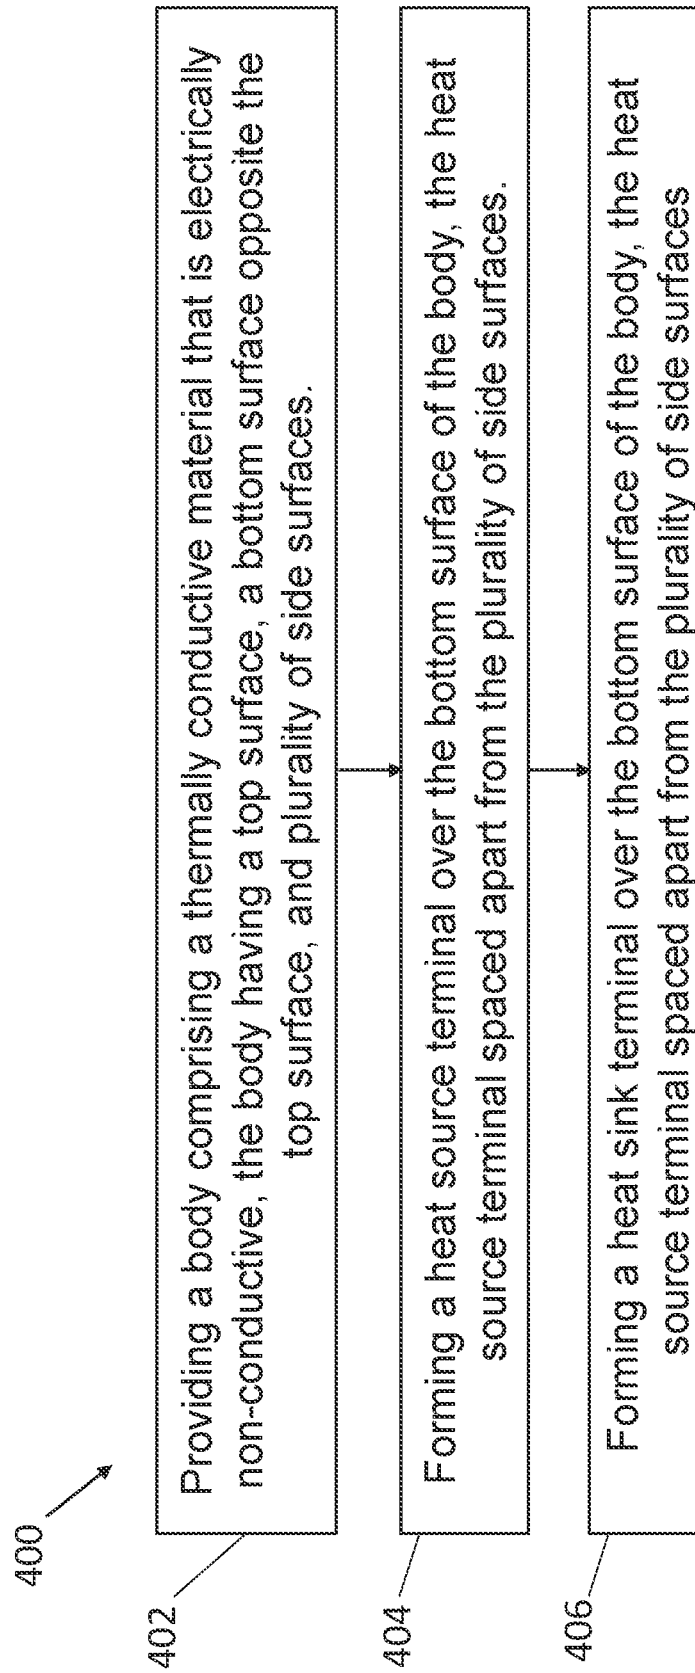 400
402
Providing a body comprising a thermally conductive material that is electrically
non-conductive, the body having a top surface, a bottom surface opposite the
top surface, and plurality of side surfaces.
404
Forming a heat source terminal over the bottom surface of the body, the heat
source terminal spaced apart from the plurality of side surfaces.
406
Forming a heat sink terminal over the bottom surface of the body, the heat
source terminal spaced apart from the plurality of side surfaces